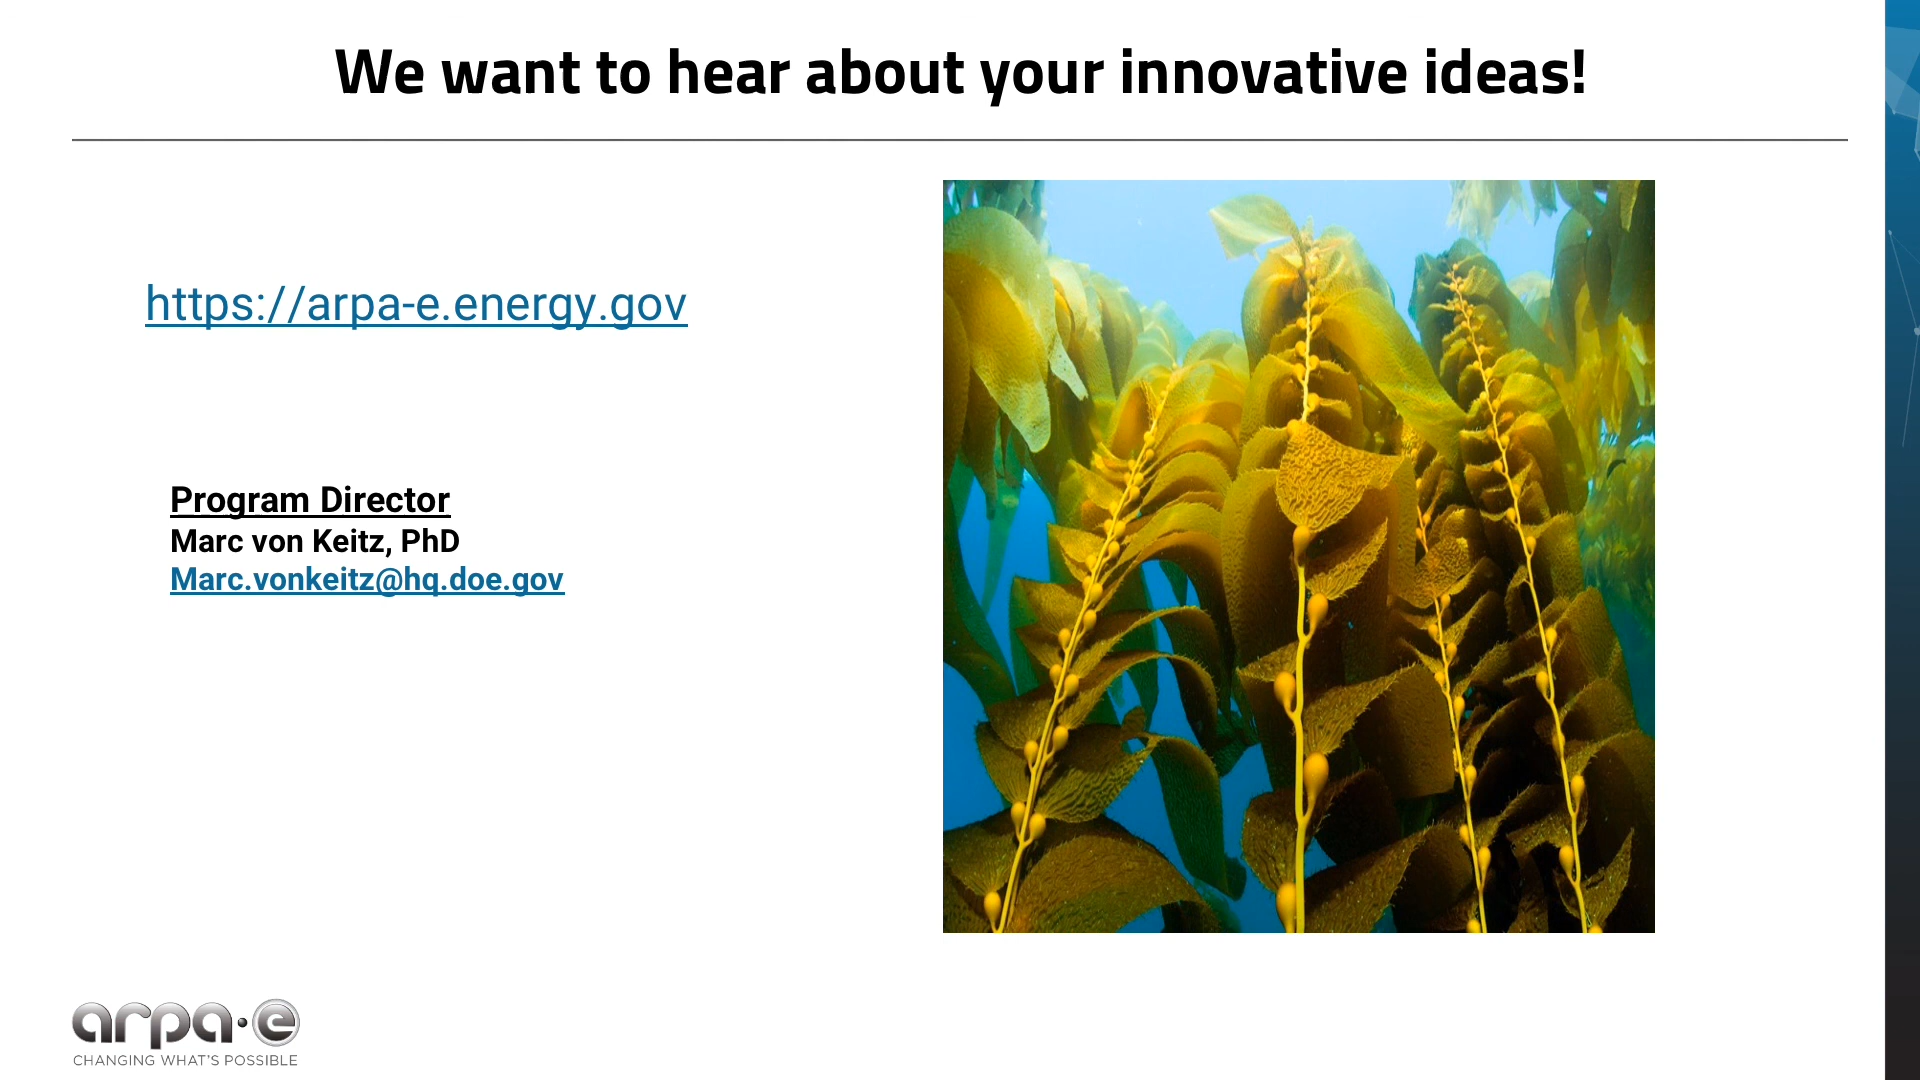 We want to hear about your innovative ideas!
https://arpa-e.energy.gov
Program Director
Marc von Keitz, PhD
Marc.vonkeitz@hq.doe.gov
arpa·e
CHANGING WHAT'S POSSIBLE